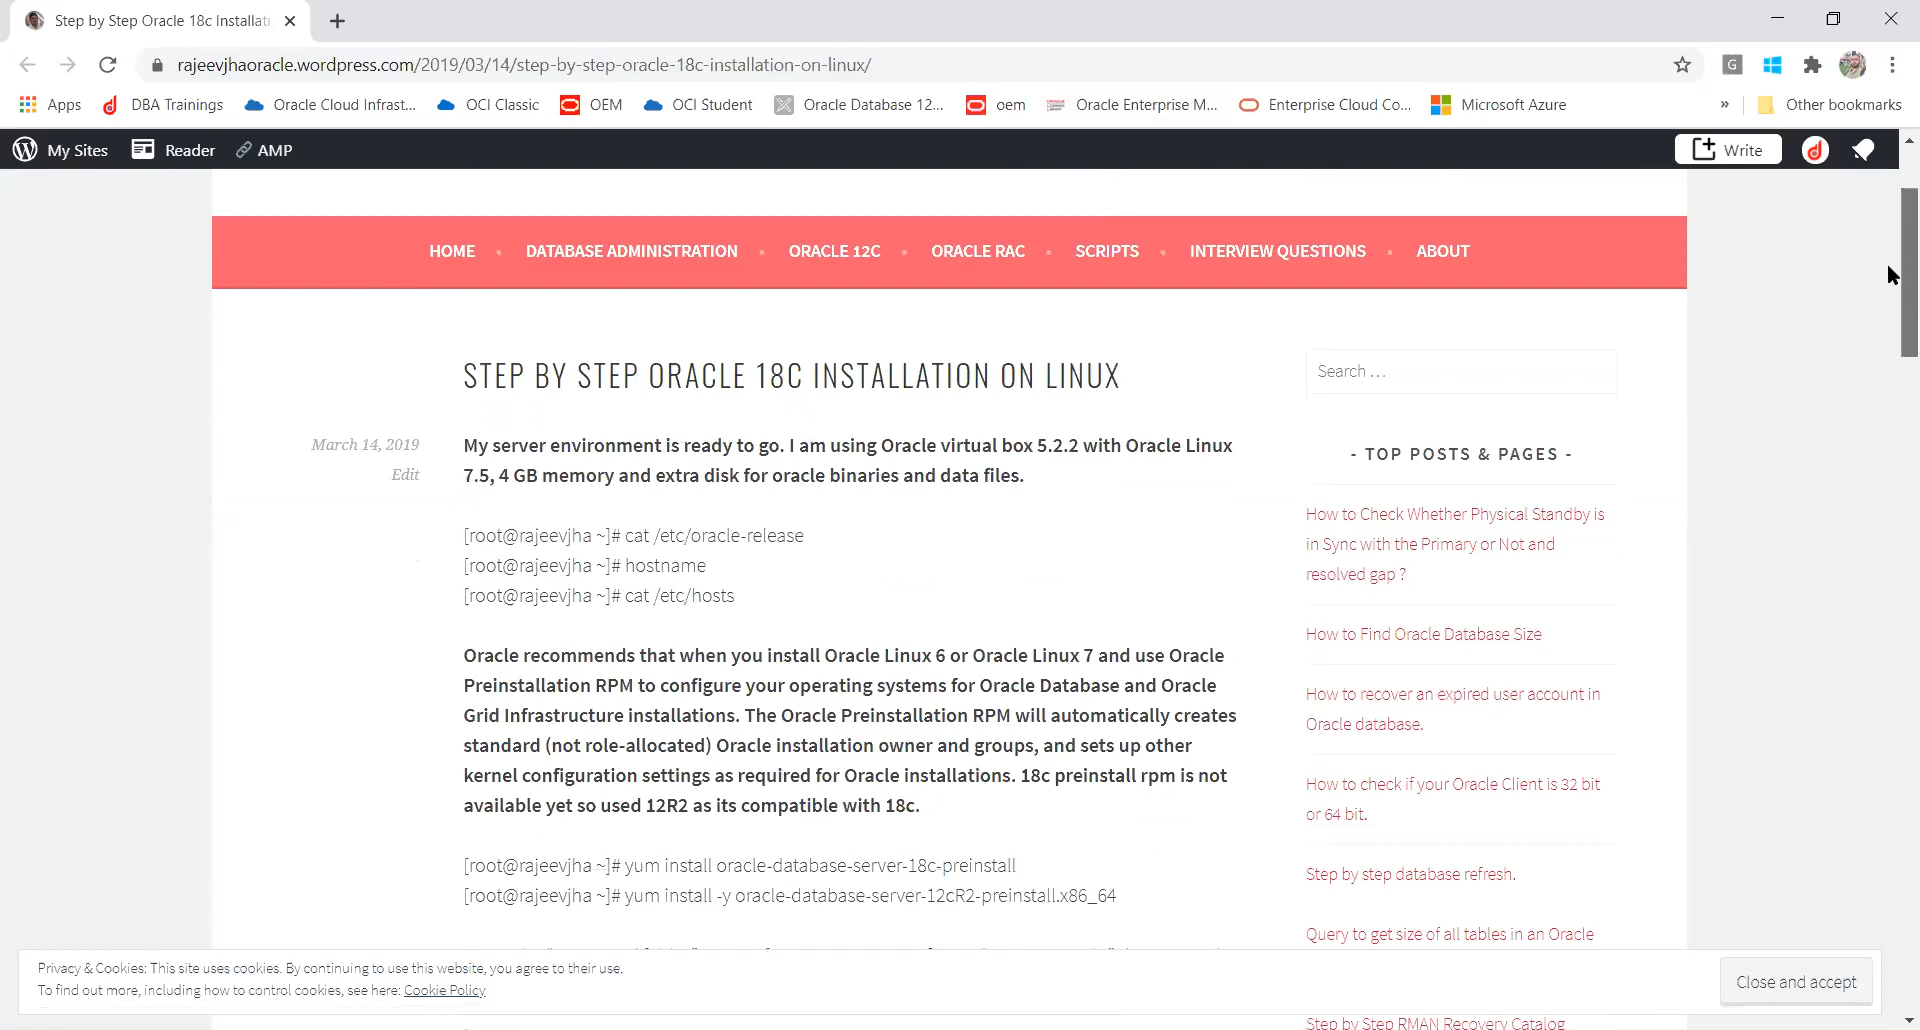 Step by Step Oracle 18c Installati
rajeevjhaoracle.wordpress.com/2019/03/14/step-by-step-oracle-18c-installation-on-linux/
G
Apps
DBA Trainings
Oracle Cloud Infrast...
OCI Classic
OEM
OCI Student
Oracle Database 12...
oem
Oracle Enterprise M...
Enterprise Cloud Co...
Microsoft Azure
»
Other bookmarks
My Sites
Reader
AMP
Write
HOME
DATABASE ADMINISTRATION
ORACLE 12C
ORACLE RAC
SCRIPTS
INTERVIEW QUESTIONS
ABOUT
STEP BY STEP ORACLE 18C INSTALLATION ON LINUX
March 14, 2019
Edit
My server environment is ready to go. I am using Oracle virtual box 5.2.2 with Oracle Linux
7.5, 4 GB memory and extra disk for oracle binaries and data files.
[root@rajeevjha ~]# cat /etc/oracle-release
[root@rajeevjha ~]# hostname
[root@rajeevjha ~]# cat /etc/hosts
Oracle recommends that when you install Oracle Linux 6 or Oracle Linux 7 and use Oracle
Preinstallation RPM to configure your operating systems for Oracle Database and Oracle
Grid Infrastructure installations. The Oracle Preinstallation RPM will automatically creates
standard (not role-allocated) Oracle installation owner and groups, and sets up other
kernel configuration settings as required for Oracle installations. 18c preinstall rpm is not
available yet so used 12R2 as its compatible with 18c.
[root@rajeevjha ~]# yum install oracle-database-server-18c-preinstall
[root@rajeevjha ~]# yum install -y oracle-database-server-12cR2-preinstall.x86_64
Search …
- TOP POSTS & PAGES -
How to Check Whether Physical Standby is
in Sync with the Primary or Not and
resolved gap ?
How to Find Oracle Database Size
How to recover an expired user account in
Oracle database.
How to check if your Oracle Client is 32 bit
or 64 bit.
Step by step database refresh.
Query to get size of all tables in an Oracle
Privacy & Cookies: This site uses cookies. By continuing to use this website, you agree to their use.
To find out more, including how to control cookies, see here: Cookie Policy
Close and accept
Step by Step RMAN Recovery Catalog